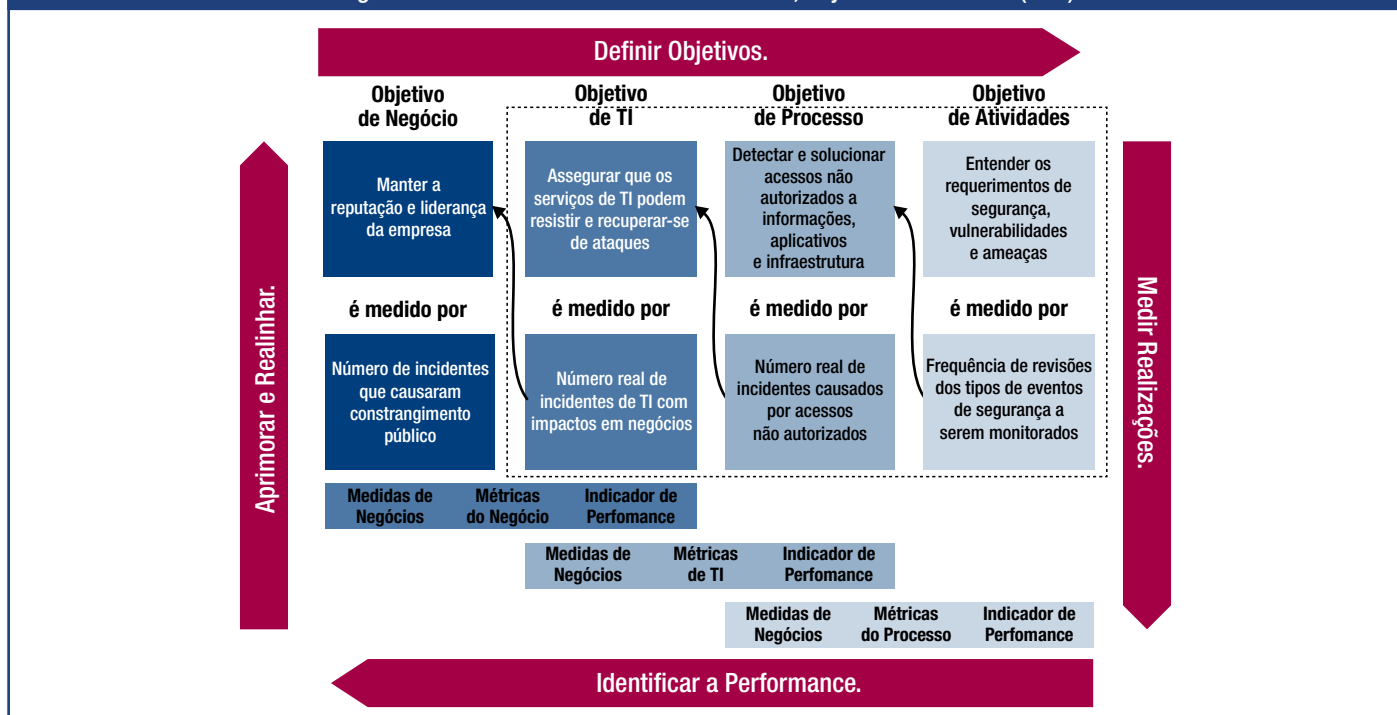 Definir Objetivos.
Objetivo
de Negócio
Objetivo
de TI
Objetivo
de Processo
Objetivo
de Atividades
Manter a
reputação e liderança
da empresa
Assegurar que os
serviços de TI podem
resistir e recuperar-se
de ataques
Detectar e solucionar
acessos não
autorizados a
informações,
aplicativos
e infraestrutura
Entender os
requerimentos de
segurança,
vulnerabilidades
e ameaças
é medido por
é medido por
é medido por
é medido por
Número de incidentes
que causaram
constrangimento
público
Número real de
incidentes de TI com
impactos em negócios
Número real de
incidentes causados
por acessos
não autorizados
Frequência de revisões
dos tipos de eventos
de segurança a
serem monitorados
Aprimorar e Realinhar.
Medir Realizações.
Medidas de
Negócios
Métricas
do Negócio
Indicador de
Perfomance
Medidas de
Negócios
Métricas
de TI
Indicador de
Perfomance
Medidas de
Negócios
Métricas
do Processo
Indicador de
Perfomance
Identificar a Performance.